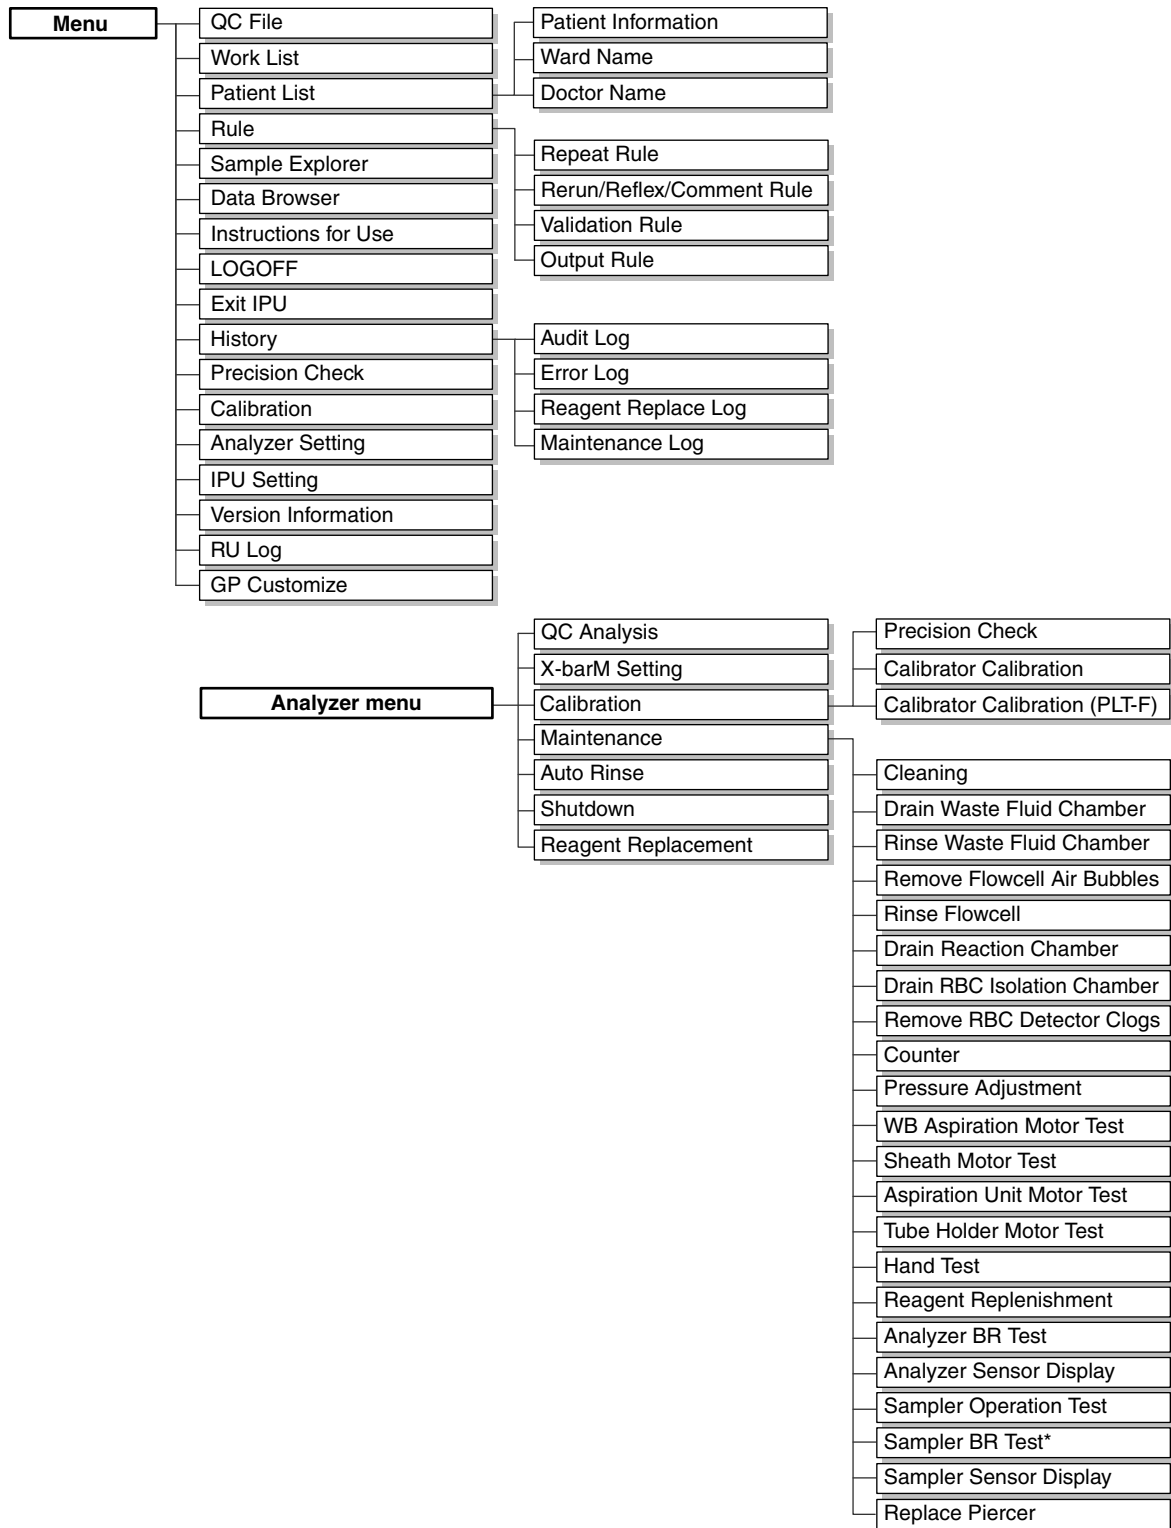 Menu
QC File
Work List
Patient List
Rule
Sample Explorer
Data Browser
Instructions for Use
LOGOFF
Exit IPU
History
Precision Check
Calibration
Analyzer Setting
IPU Setting
Version Information
RU Log
GP Customize
Patient Information
Ward Name
Doctor Name
Repeat Rule
Rerun/Reflex/Comment Rule
Validation Rule
Output Rule
Audit Log
Error Log
Reagent Replace Log
Maintenance Log
Analyzer menu
QC Analysis
X-barM Setting
Calibration
Maintenance
Auto Rinse
Shutdown
Reagent Replacement
Precision Check
Calibrator Calibration
Calibrator Calibration (PLT-F)
Cleaning
Drain Waste Fluid Chamber
Rinse Waste Fluid Chamber
Remove Flowcell Air Bubbles
Rinse Flowcell
Drain Reaction Chamber
Drain RBC Isolation Chamber
Remove RBC Detector Clogs
Counter
Pressure Adjustment
WB Aspiration Motor Test
Sheath Motor Test
Aspiration Unit Motor Test
Tube Holder Motor Test
Hand Test
Reagent Replenishment
Analyzer BR Test
Analyzer Sensor Display
Sampler Operation Test
Sampler BR Test*
Sampler Sensor Display
Replace Piercer